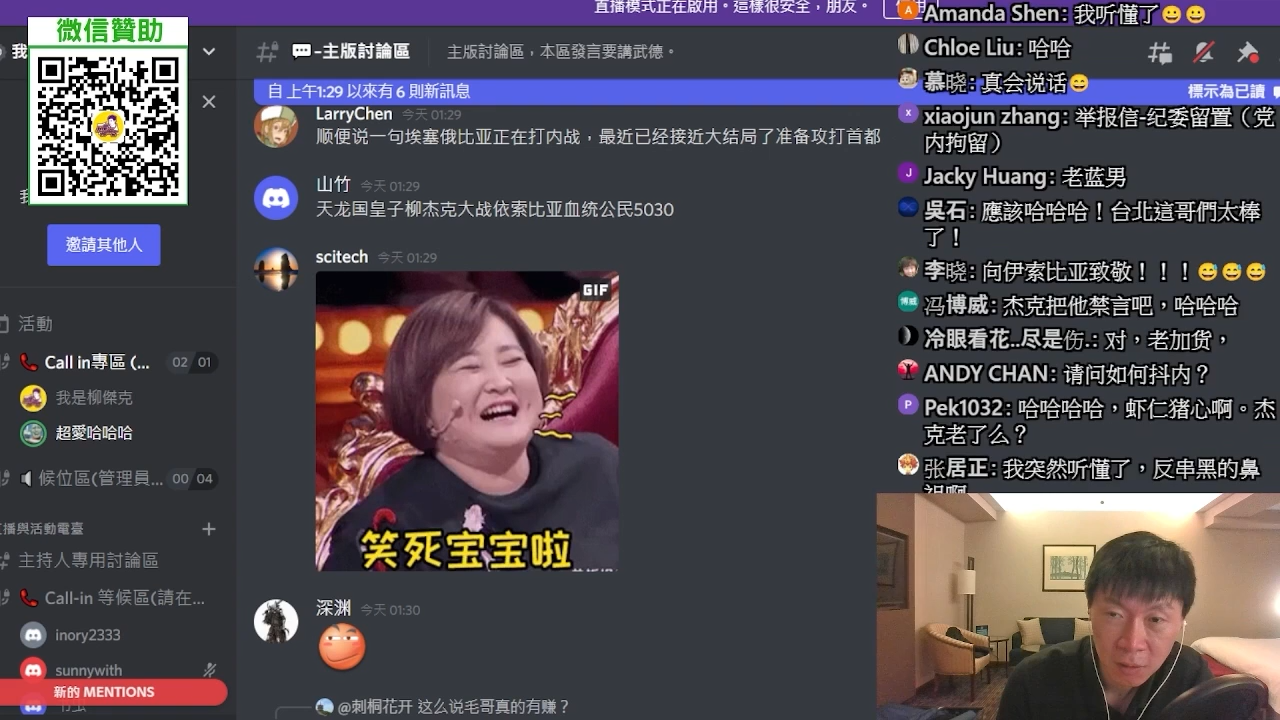 直播模式正在啟用。這樣很安全，朋友。
微信贊助
我
邀請其他人
活動
Call in專區 (... 02 01
我是柳傑克
超愛哈哈哈
候位區(管理員... 00 04
播與活動電臺
主持人專用討論區
Call-in 等候區(請在...
inory2333
sunnywith
新的 MENTIONS
-主版討論區
主版討論區，本區發言要講武德。
自 上午1:29 以來有 6 則新訊息
標示為已讀
LarryChen 今天 01:29
顺便说一句埃塞俄比亚正在打内战，最近已经接近大结局了准备攻打首都
山竹 今天 01:29
天龙国皇子柳杰克大战依索比亚血统公民5030
scitech 今天 01:29
GIF
笑死宝宝啦
深渊 今天 01:30
@刺桐花开 这么说毛哥真的有赚？
Amanda Shen: 我听懂了😀😀
Chloe Liu: 哈哈
慕晓: 真会说话😄
xiaojun zhang: 举报信-纪委留置（党
内拘留）
Jacky Huang: 老蓝男
吳石: 應該哈哈哈！台北這哥們太棒
了！
李晓: 向伊索比亚致敬！！！😅😅😅
冯博威: 杰克把他禁言吧，哈哈哈
冷眼看花..尽是伤.: 对，老加货，
ANDY CHAN: 请问如何抖内？
Pek1032: 哈哈哈哈，虾仁猪心啊。杰
克老了么？
张居正: 我突然听懂了，反串黑的鼻